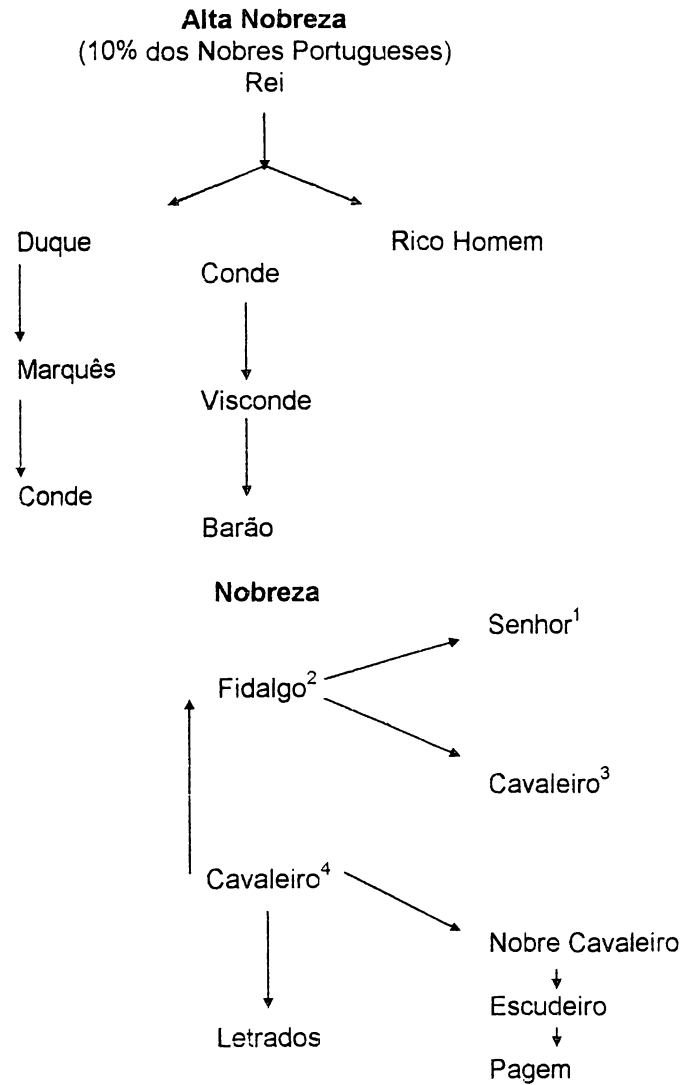 Alta Nobreza
(10% dos Nobres Portugueses)
Rei
Duque
Rico Homem
Conde
Marquês
Visconde
Conde
Barão
Nobreza
Senhor¹
Fidalgo²
Cavaleiro³
Cavaleiro⁴
Nobre Cavaleiro
Escudeiro
Letrados
Pagem